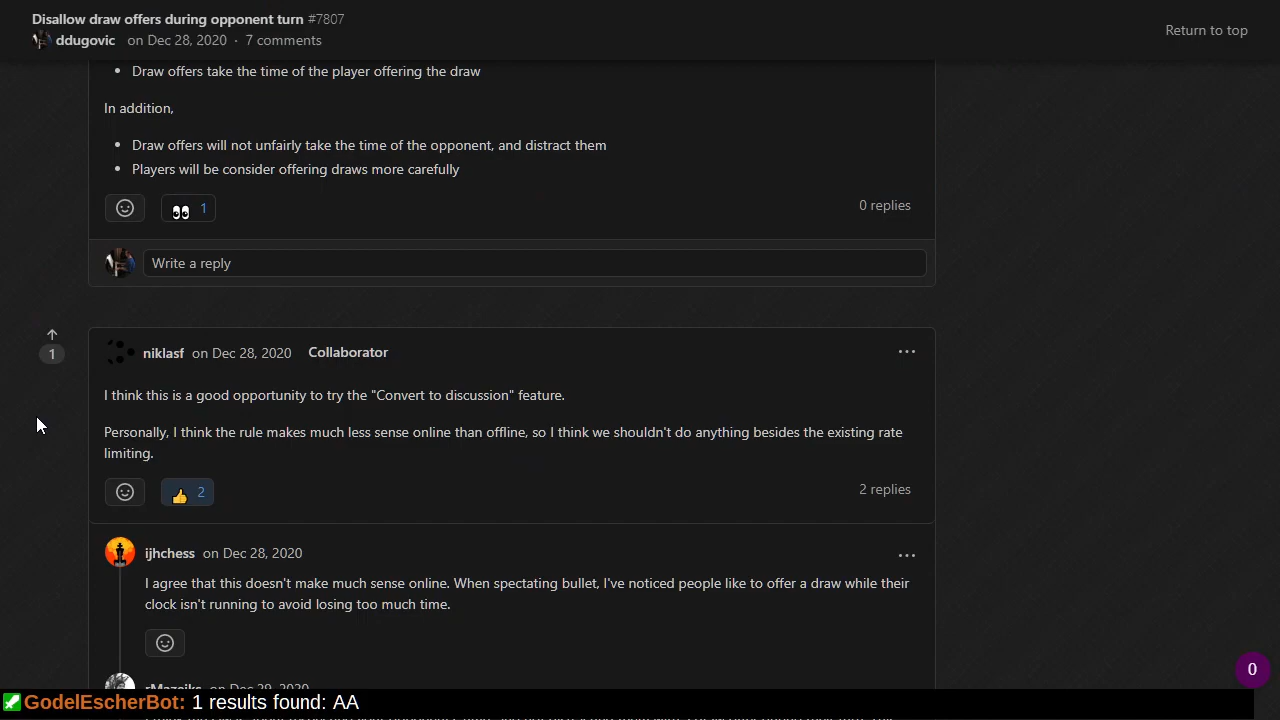 Disallow draw offers during opponent turn #7807
ddugovic on Dec 28, 2020 · 7 comments
Return to top
Draw offers take the time of the player offering the draw
In addition,
Draw offers will not unfairly take the time of the opponent, and distract them
Players will be consider offering draws more carefully
1
0 replies
Write a reply
1
niklasf on Dec 28, 2020 Collaborator
I think this is a good opportunity to try the "Convert to discussion" feature.
Personally, I think the rule makes much less sense online than offline, so I think we shouldn't do anything besides the existing rate
limiting.
2
2 replies
ijhchess on Dec 28, 2020
I agree that this doesn't make much sense online. When spectating bullet, I've noticed people like to offer a draw while their
clock isn't running to avoid losing too much time.
0
GodelEscherBot: 1 results found: AA